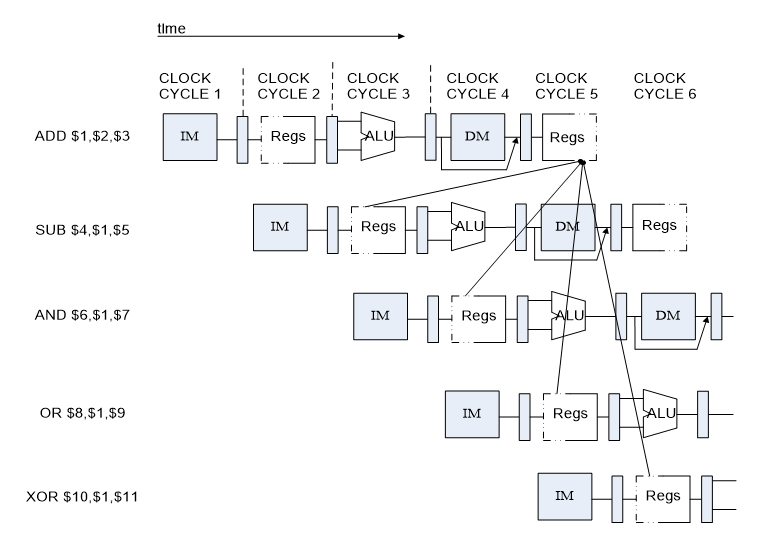 tIme
CLOCK CYCLE 1
CLOCK CYCLE 2
CLOCK CYCLE 3
CLOCK CYCLE 4
CLOCK CYCLE 5
CLOCK CYCLE 6
ADD $1,$2,$3
IM
Regs
ALU
DM
Regs
SUB $4,$1,$5
IM
Regs
ALU
DM
Regs
AND $6,$1,$7
IM
Regs
ALU
DM
OR $8,$1,$9
IM
Regs
ALU
XOR $10,$1,$11
IM
Regs